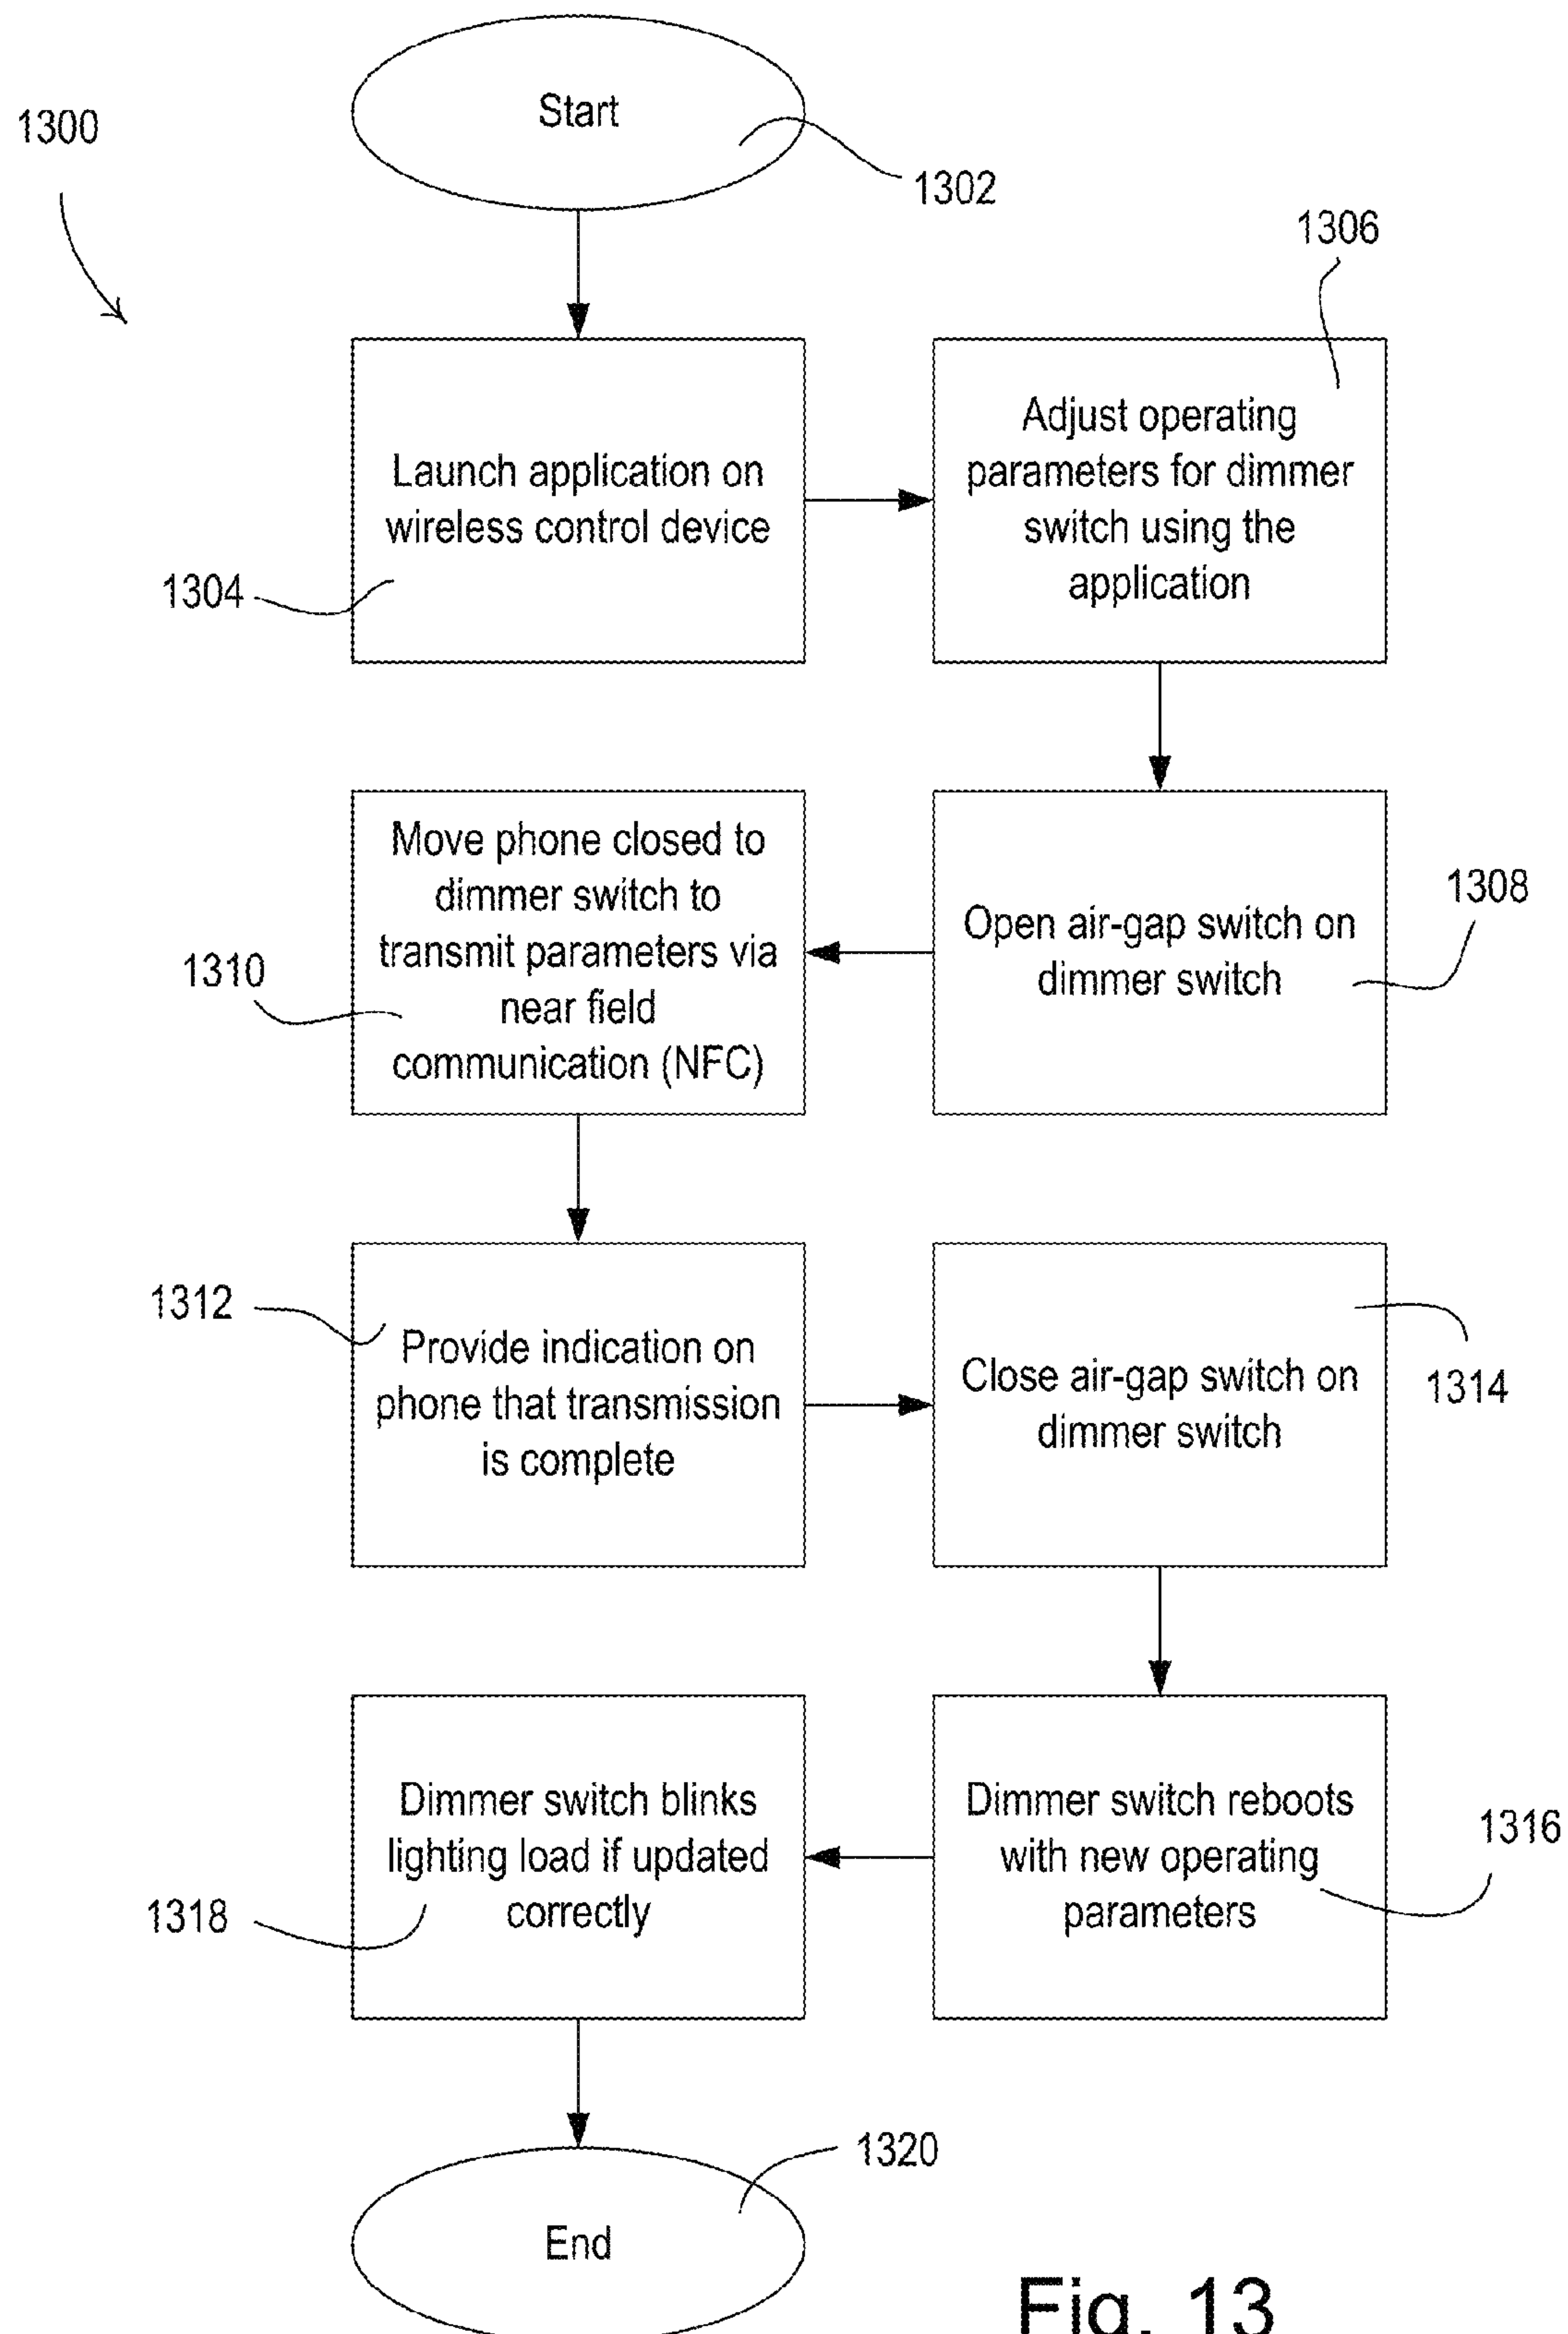 1300
Start
1302
1306
Launch application on
wireless control device
1304
Adjust operating
parameters for dimmer
switch using the
application
Open air-gap switch on
dimmer switch
1308
Move phone closed to
dimmer switch to
transmit parameters via
near field
communication (NFC)
1310
1312
Provide indication on
phone that transmission
is complete
Close air-gap switch on
dimmer switch
1314
Dimmer switch reboots
with new operating
parameters
1316
Dimmer switch blinks
lighting load if updated
correctly
1318
1320
End
Fig. 13